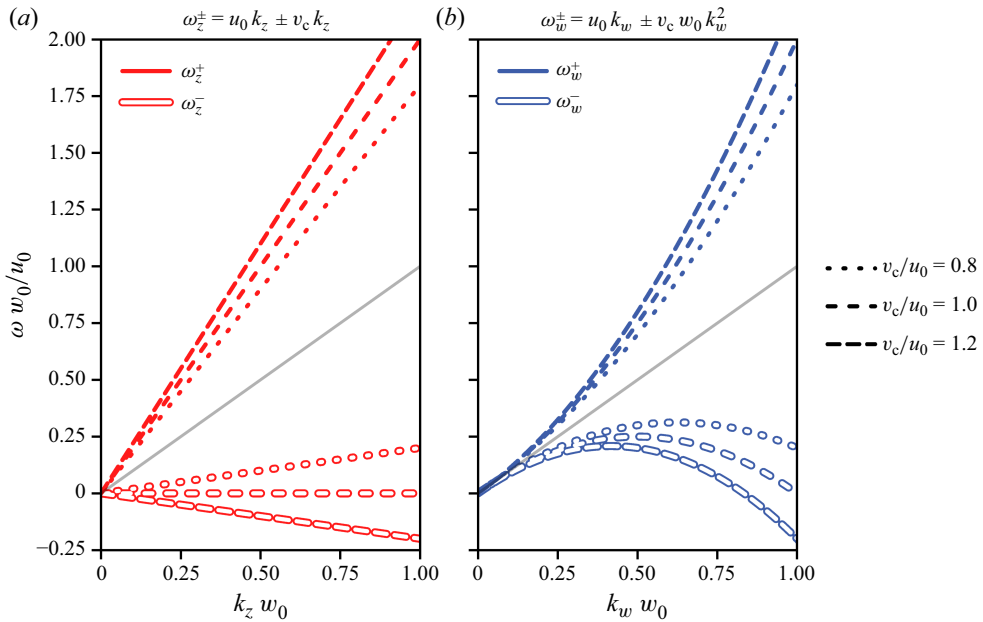 (a) ω_z^± = u_0 k_z ± v_c k_z
2.00
1.75
1.50
1.25
1.00
0.75
0.50
0.25
0
−0.25
ω w_0/u_0
ω_z^+
ω_z^−
0 0.25 0.50 0.75 1.00
k_z w_0
(b) ω_w^± = u_0 k_w ± v_c w_0 k_w^2
ω_w^+
ω_w^−
0 0.25 0.50 0.75 1.00
k_w w_0
v_c/u_0 = 0.8
v_c/u_0 = 1.0
v_c/u_0 = 1.2